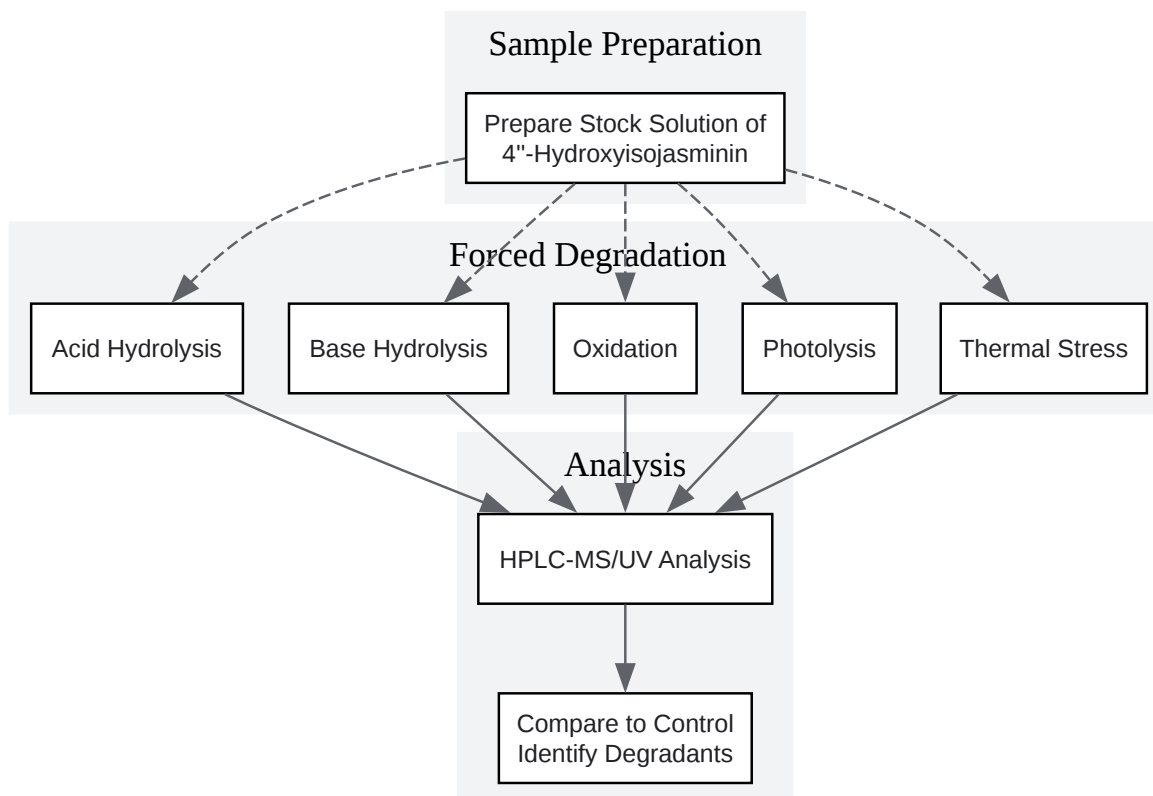 Sample Preparation
Prepare Stock Solution of
4"-Hydroxyisojasminin
Forced Degradation
Acid Hydrolysis
Base Hydrolysis
Oxidation
Photolysis
Thermal Stress
Analysis
HPLC-MS/UV Analysis
Compare to Control
Identify Degradants